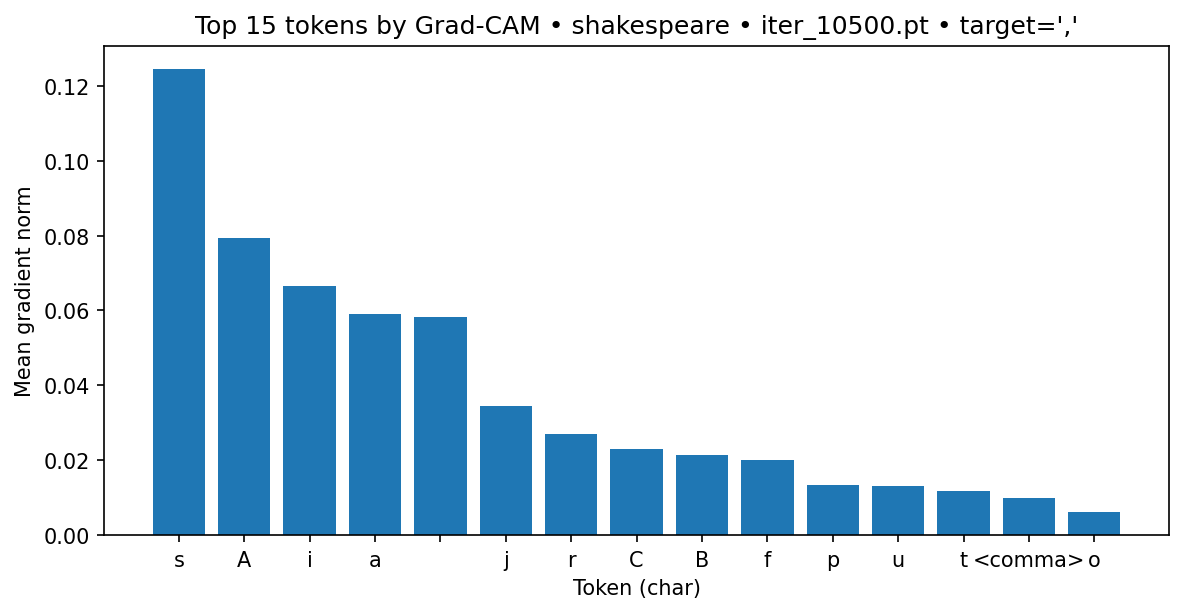 Top 15 tokens by Grad-CAM • shakespeare • iter_10500.pt • target=','
Mean gradient norm
0.12
0.10
0.08
0.06
0.04
0.02
0.00
s A i a j r C B f p u t <comma> o
Token (char)